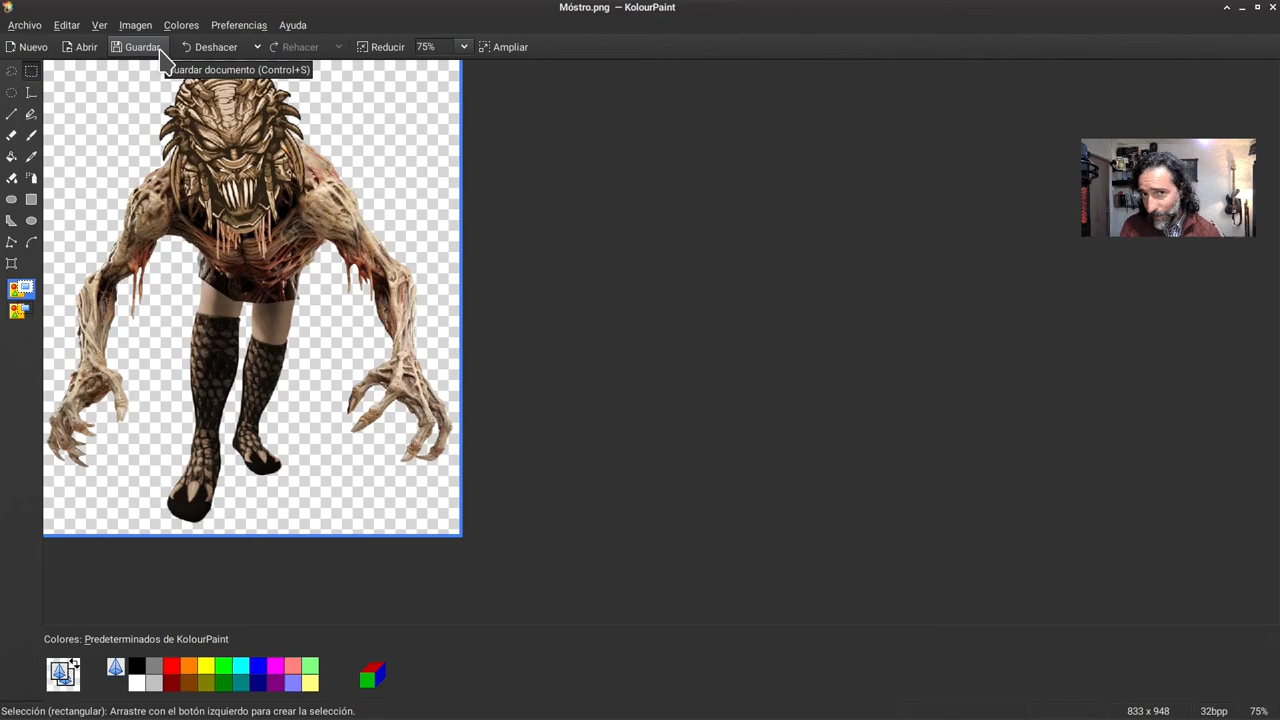 Móstro.png — KolourPaint
Archivo Editar Ver Imagen Colores Preferencias Ayuda
Nuevo Abrir Guardar Deshacer Rehacer Reducir 75% Ampliar
uardar documento (Control+S)
Colores: Predeterminados de KolourPaint
Selección (rectangular): Arrastre con el botón izquierdo para crear la selección. 833 x 948 32bpp 75%